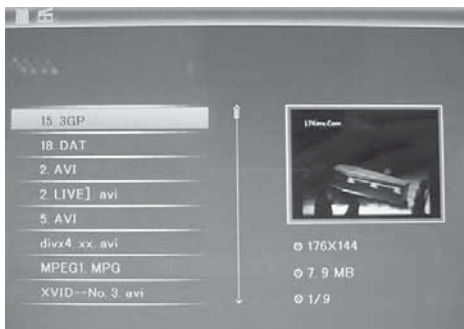 15. 3GP
18. DAT
2. AVI
2. LIVE]. avi
5. AVI
divx4. xx. avi
MPEG1. MPG
XVID--No. 3. avi
176X144
7. 9 MB
1/9